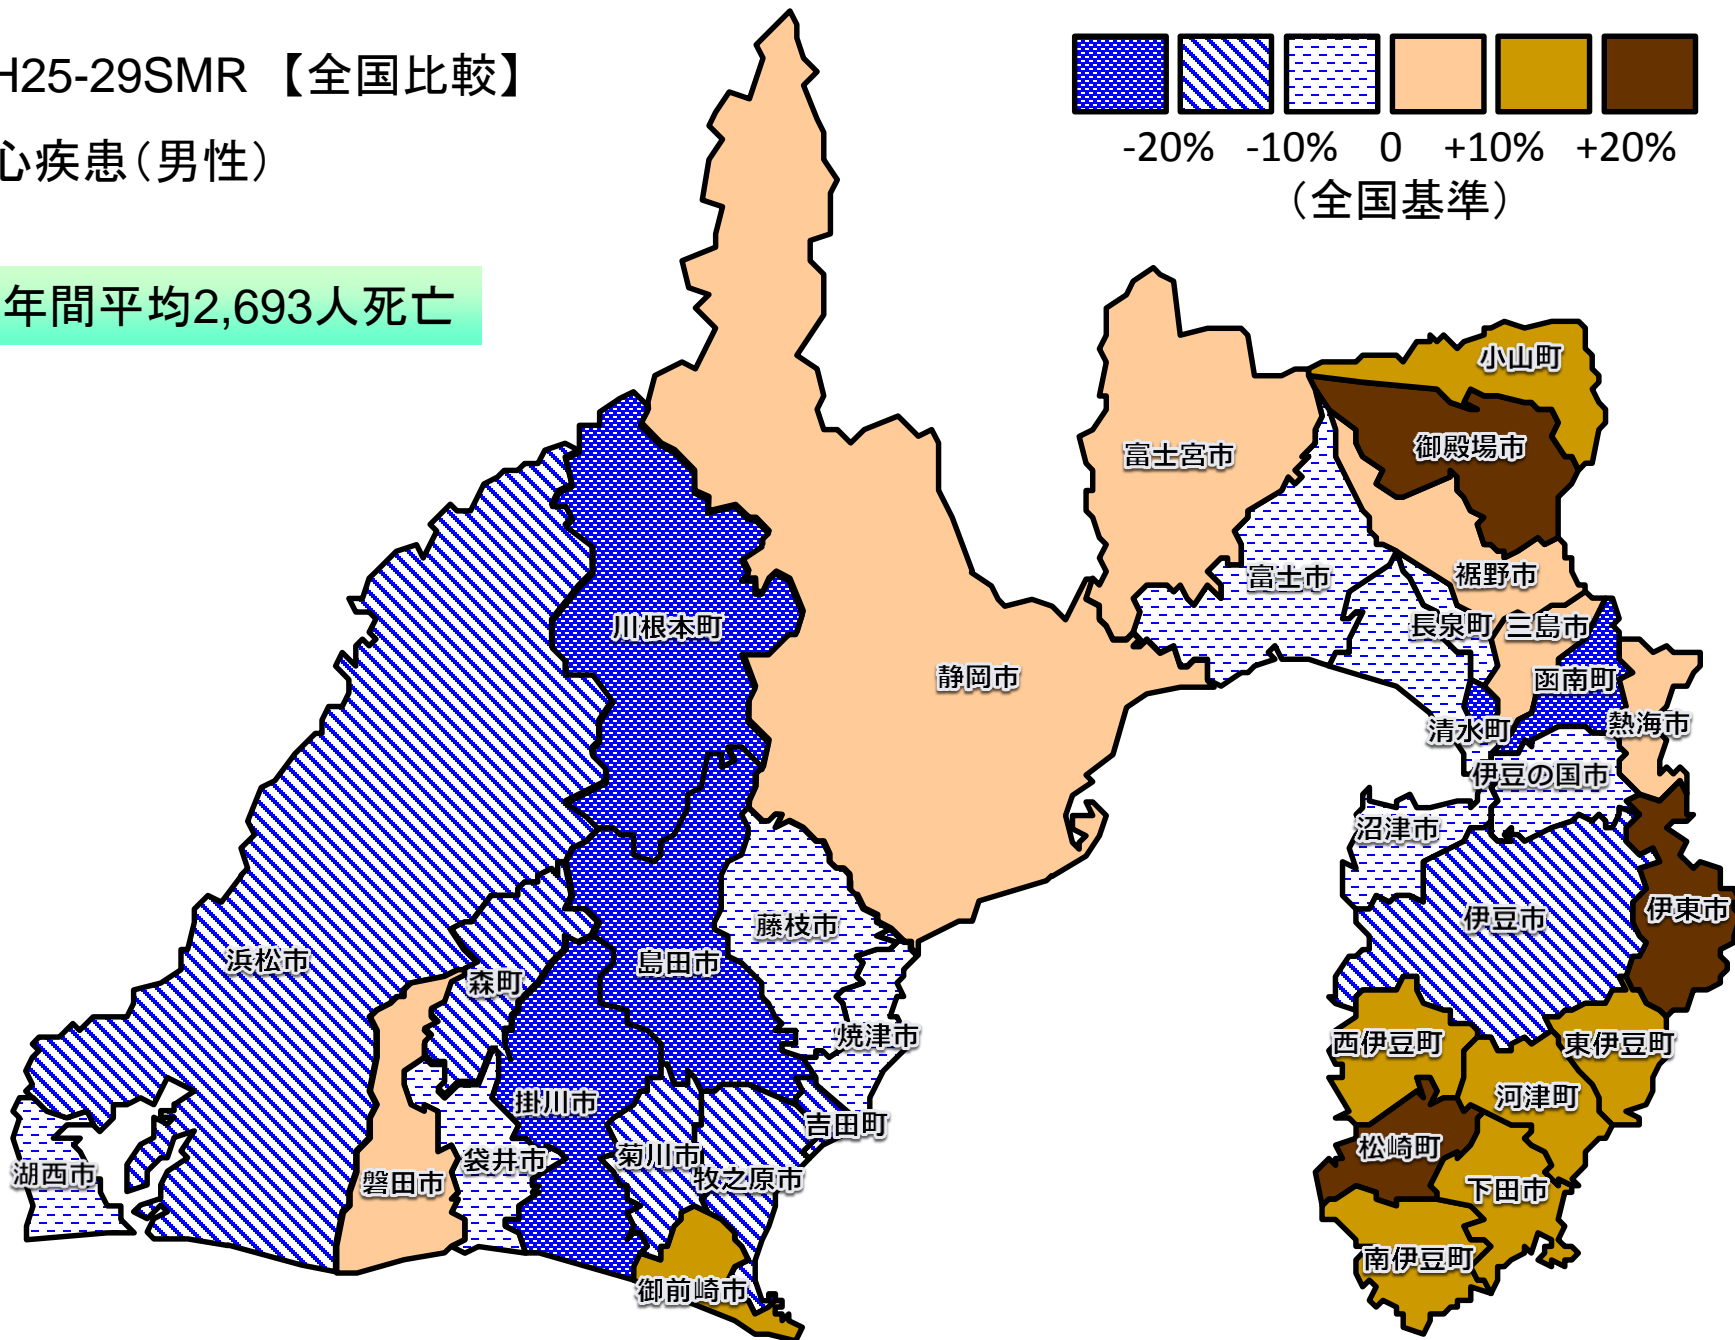 H25-29SMR 【全国比較】
心疾患(男性)
年間平均2,693人死亡
-20% -10% 0 +10% +20%
(全国基準)
小山町
御殿場市
富士宮市
富士市
裾野市
長泉町
三島市
川根本町
静岡市
函南町
熱海市
清水町
伊豆の国市
沼津市
伊豆市
伊東市
藤枝市
浜松市
島田市
森町
焼津市
西伊豆町
東伊豆町
河津町
掛川市
吉田町
松崎町
湖西市
磐田市
袋井市
菊川市
牧之原市
下田市
南伊豆町
御前崎市